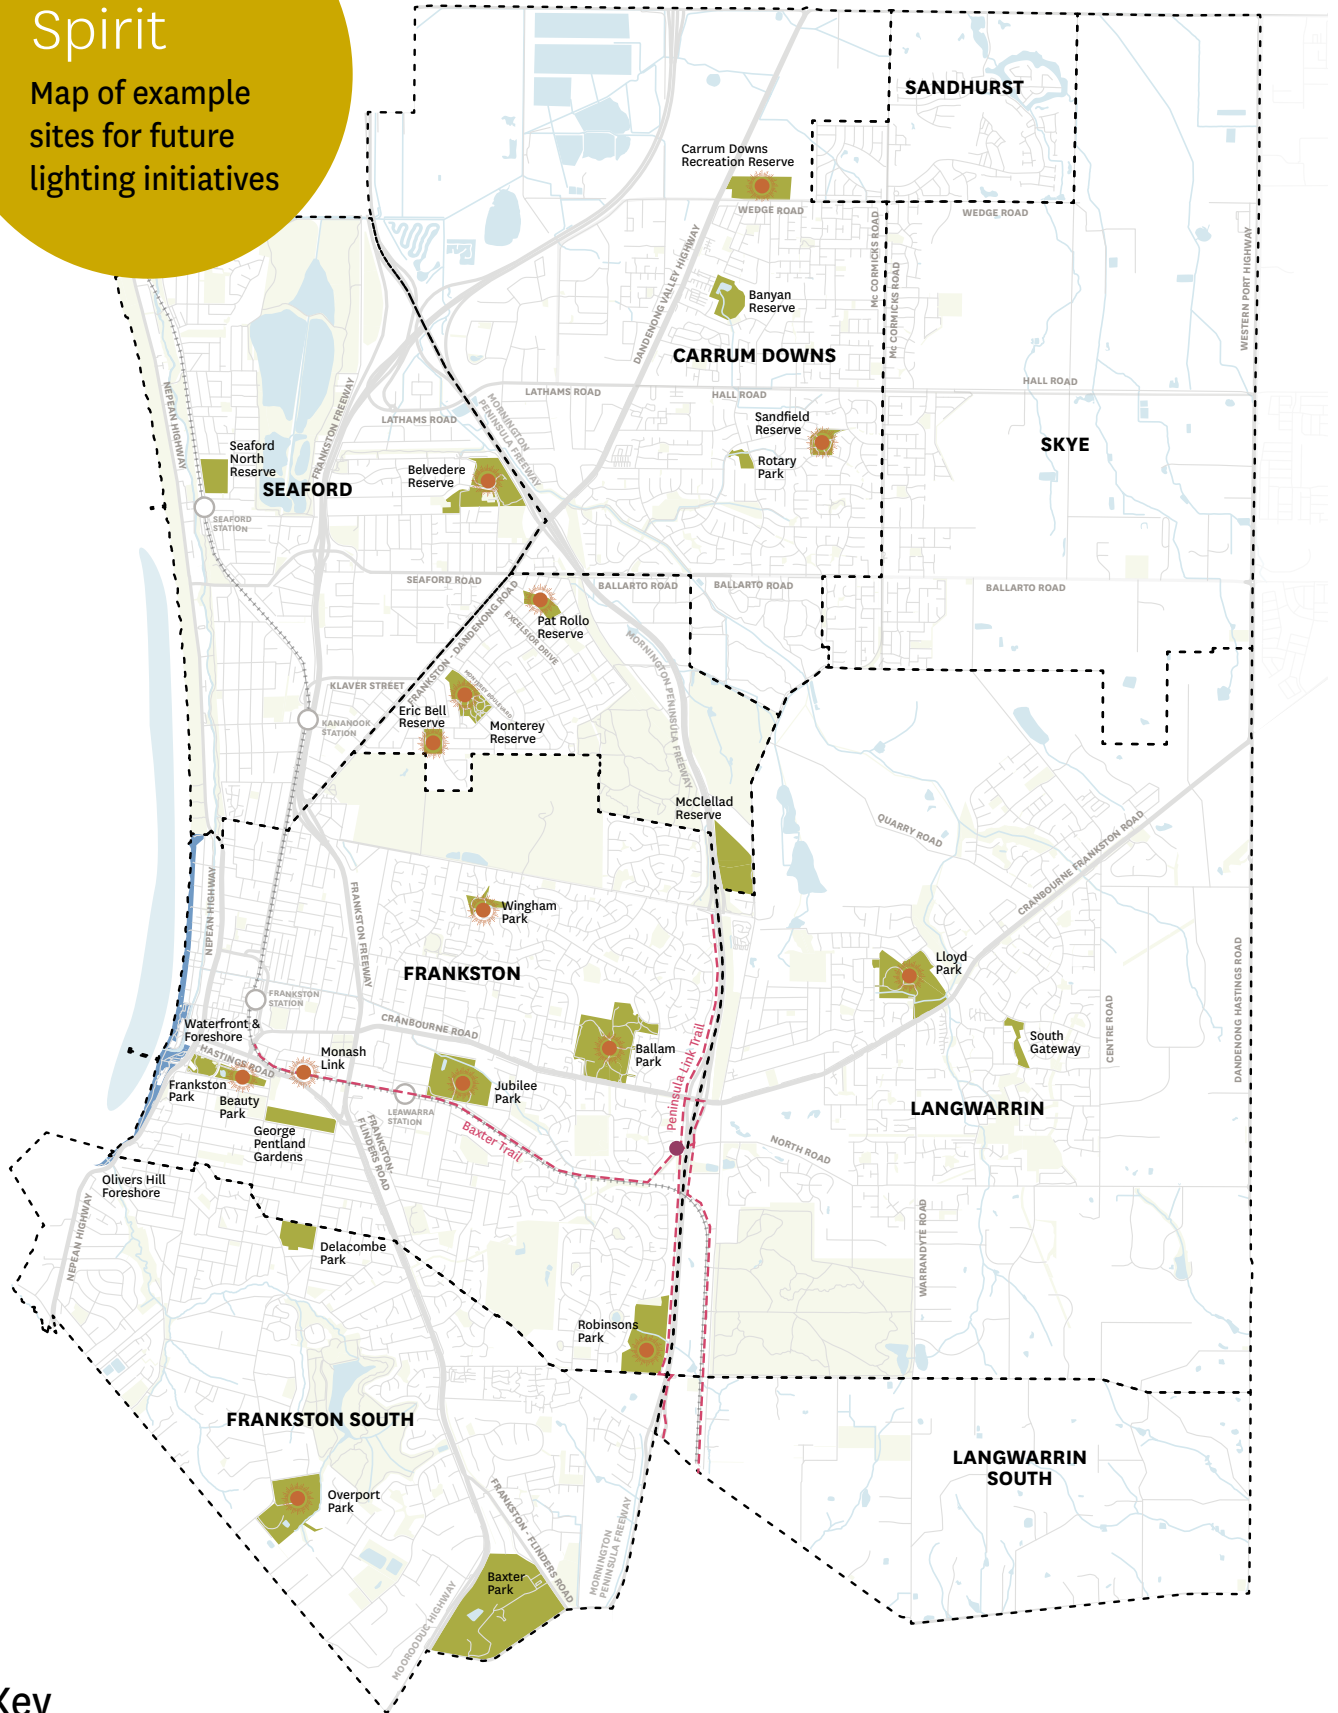 Spirit
Map of example
sites for future
lighting initiatives
SANDHURST
Carrum Downs
Recreation Reserve
WEDGE ROAD
WEDGE ROAD
Mc CORMICKS ROAD
Mc CORMICKS ROAD
WESTERN PORT HIGHWAY
DANDENONG VALLEY HIGHWAY
Banyan
Reserve
CARRUM DOWNS
LATHAMS ROAD
HALL ROAD
HALL ROAD
NEPEAN HIGHWAY
FRANKSTON FREEWAY
LATHAMS ROAD
MORNINGTON
PENINSULA FREEWAY
Sandfield
Reserve
SKYE
Seaford
North
Reserve
SEAFORD
Belvedere
Reserve
Rotary
Park
SEAFORD
STATION
SEAFORD ROAD
BALLARTO ROAD
BALLARTO ROAD
BALLARTO ROAD
FRANKSTON - DANDENONG ROAD
EXCELSIOR DRIVE
Pat Rollo
Reserve
MORNINGTON PENINSULA FREEWAY
KLAVER STREET
MONTEREY BOULEVARD
Eric Bell
Reserve
Monterey
Reserve
KANANOOK
STATION
McClellad
Reserve
QUARRY ROAD
CRANBOURNE FRANKSTON ROAD
NEPEAN HIGHWAY
FRANKSTON FREEWAY
Wingham
Park
FRANKSTON
Lloyd
Park
DANDENONG HASTINGS ROAD
CENTRE ROAD
FRANKSTON
STATION
CRANBOURNE ROAD
Waterfront &
Foreshore
HASTINGS ROAD
Monash
Link
Ballam
Park
Peninsula Link Trail
South
Gateway
Frankston
Park
Beauty
Park
Jubilee
Park
LEAWARRA
STATION
LANGWARRIN
George
Pentland
Gardens
FRANKSTON-
FLINDERS ROAD
Baxter Trail
NORTH ROAD
Olivers Hill
Foreshore
NEPEAN HIGHWAY
WARRANDYTE ROAD
Delacombe
Park
Robinsons
Park
FRANKSTON SOUTH
LANGWARRIN
SOUTH
Overport
Park
FRANKSTON - FLINDERS ROAD
MORNINGTON
PENINSULA FREEWAY
Baxter
Park
MOOROODUC HIGHWAY
Key